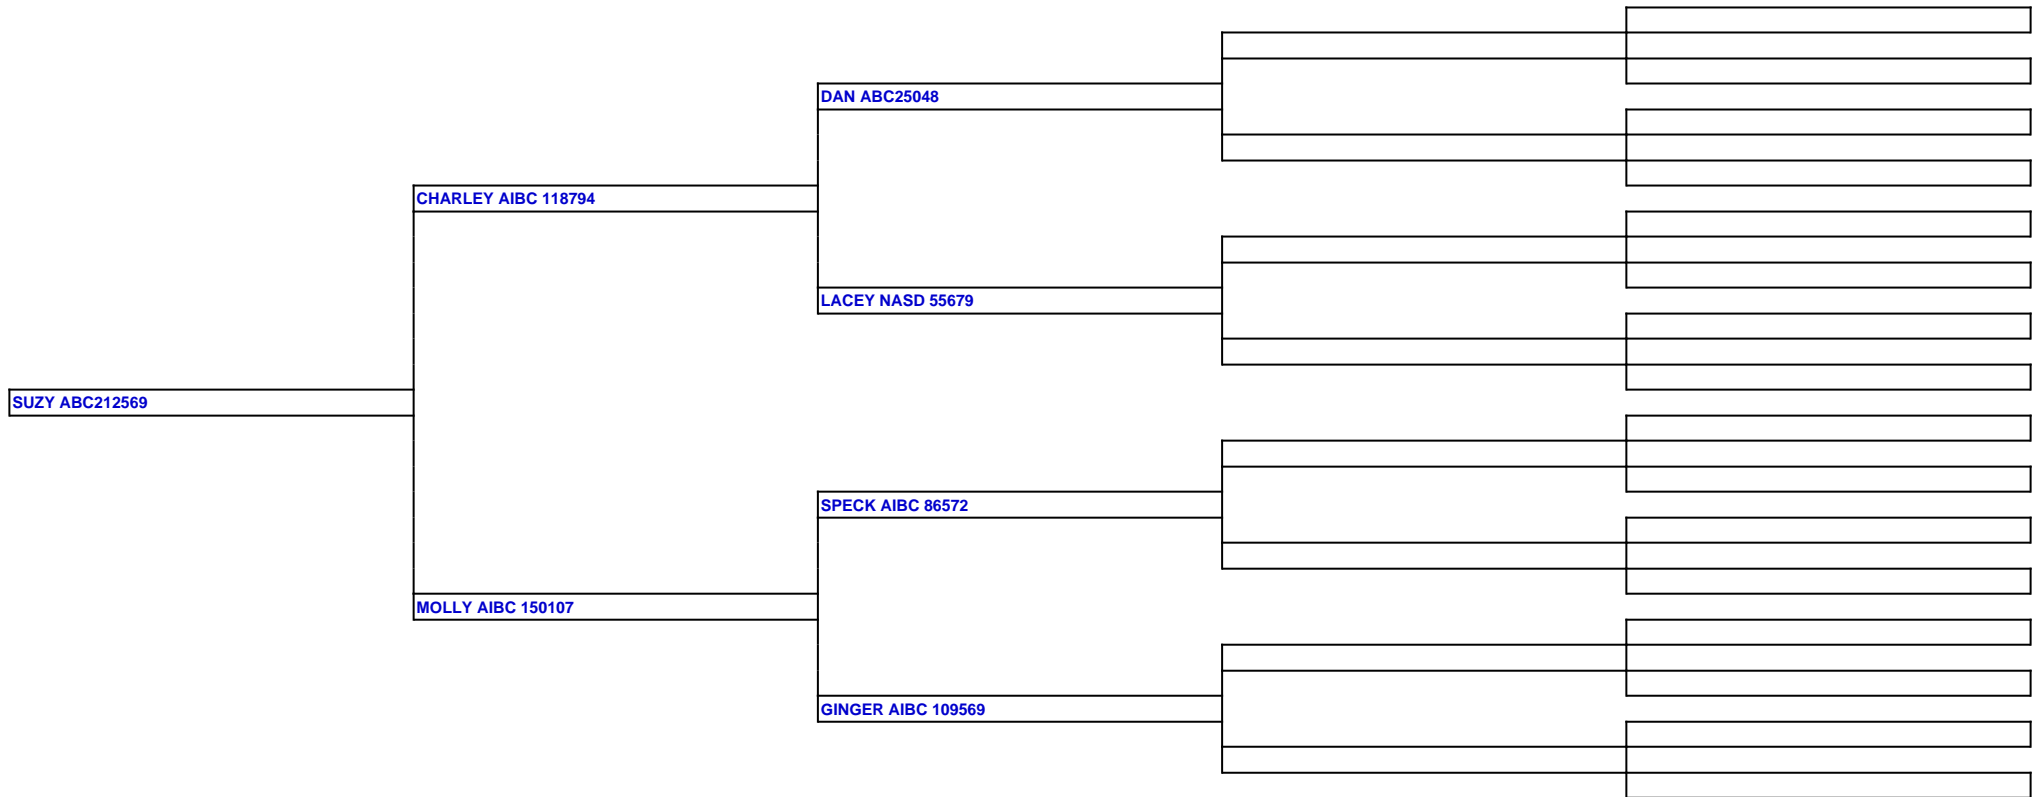 DAN ABC25048
CHARLEY AIBC 118794
LACEY NASD 55679
SUZY ABC212569
SPECK AIBC 86572
MOLLY AIBC 150107
GINGER AIBC 109569